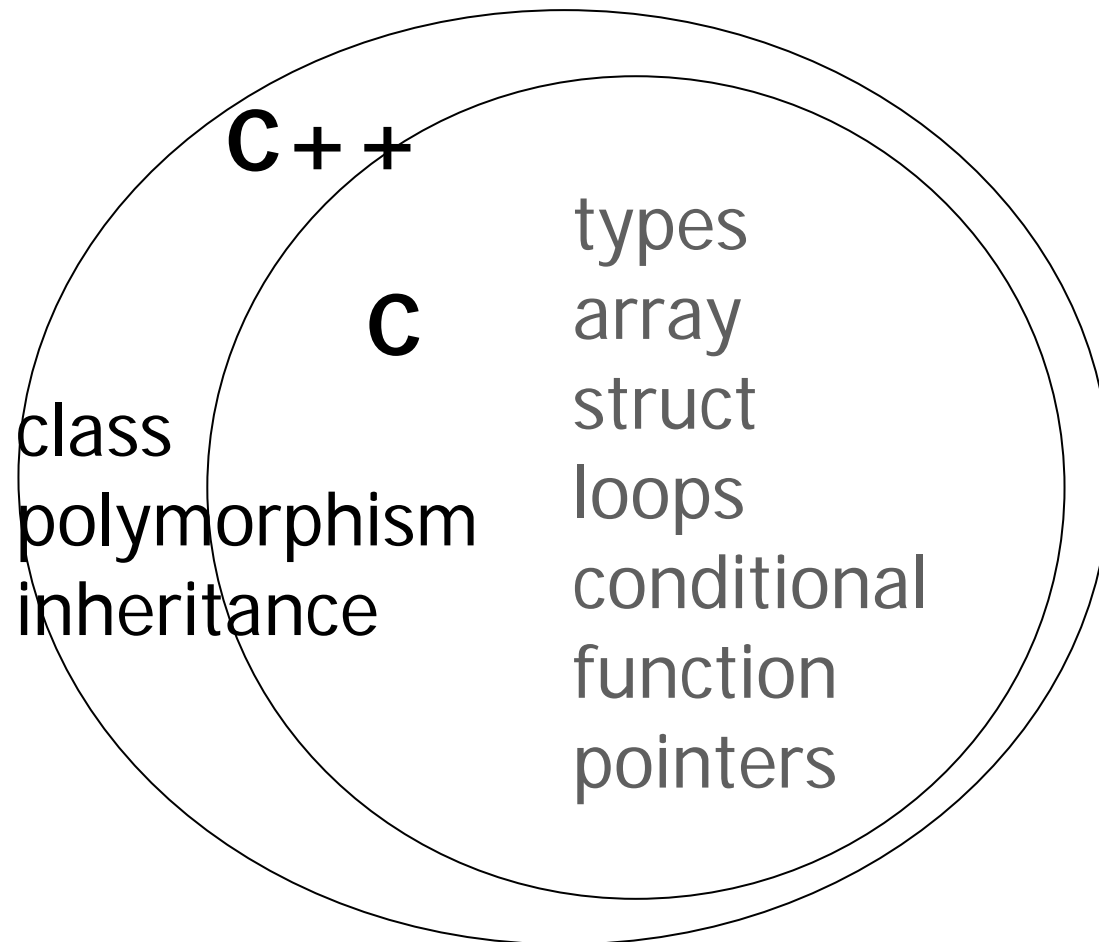 C++
C
types
array
struct
loops
conditional
function
pointers
class
polymorphism
inheritance